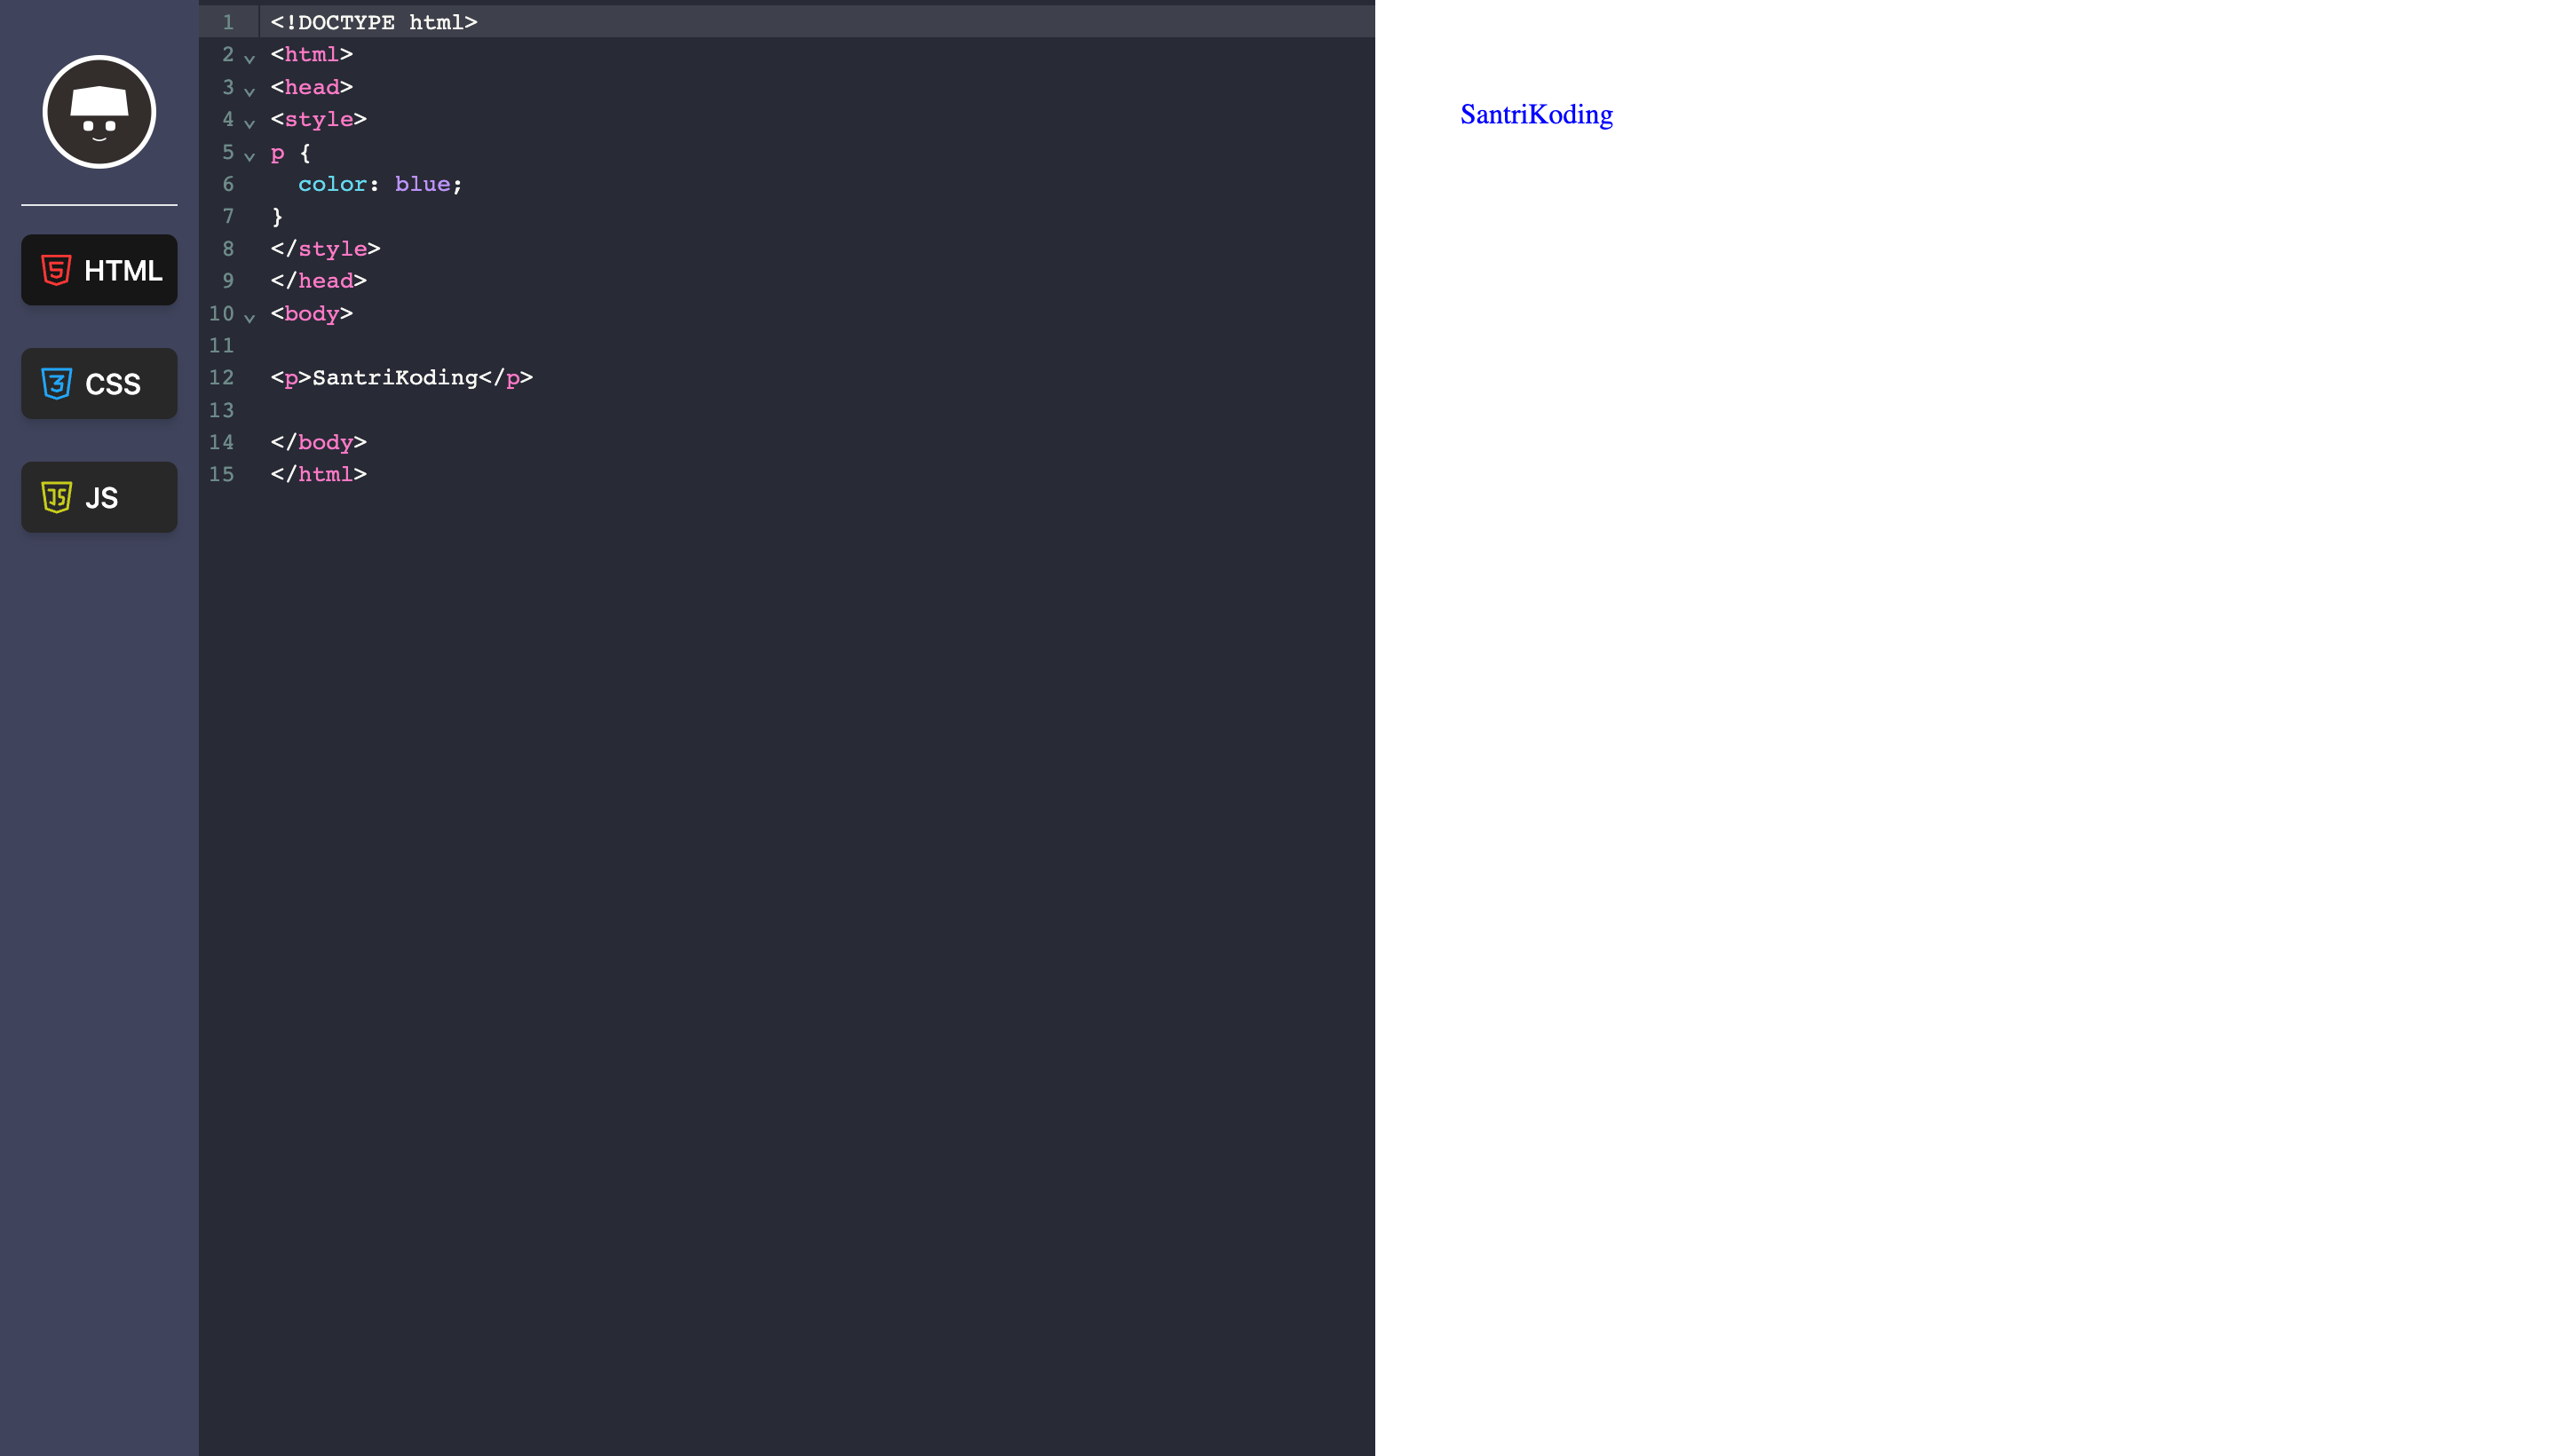 HTML
CSS
JS
1 <!DOCTYPE html>
2 <html>
3 <head>
4 <style>
5 p {
6   color: blue;
7 }
8 </style>
9 </head>
10 <body>
11
12 <p>SantriKoding</p>
13
14 </body>
15 </html>
SantriKoding